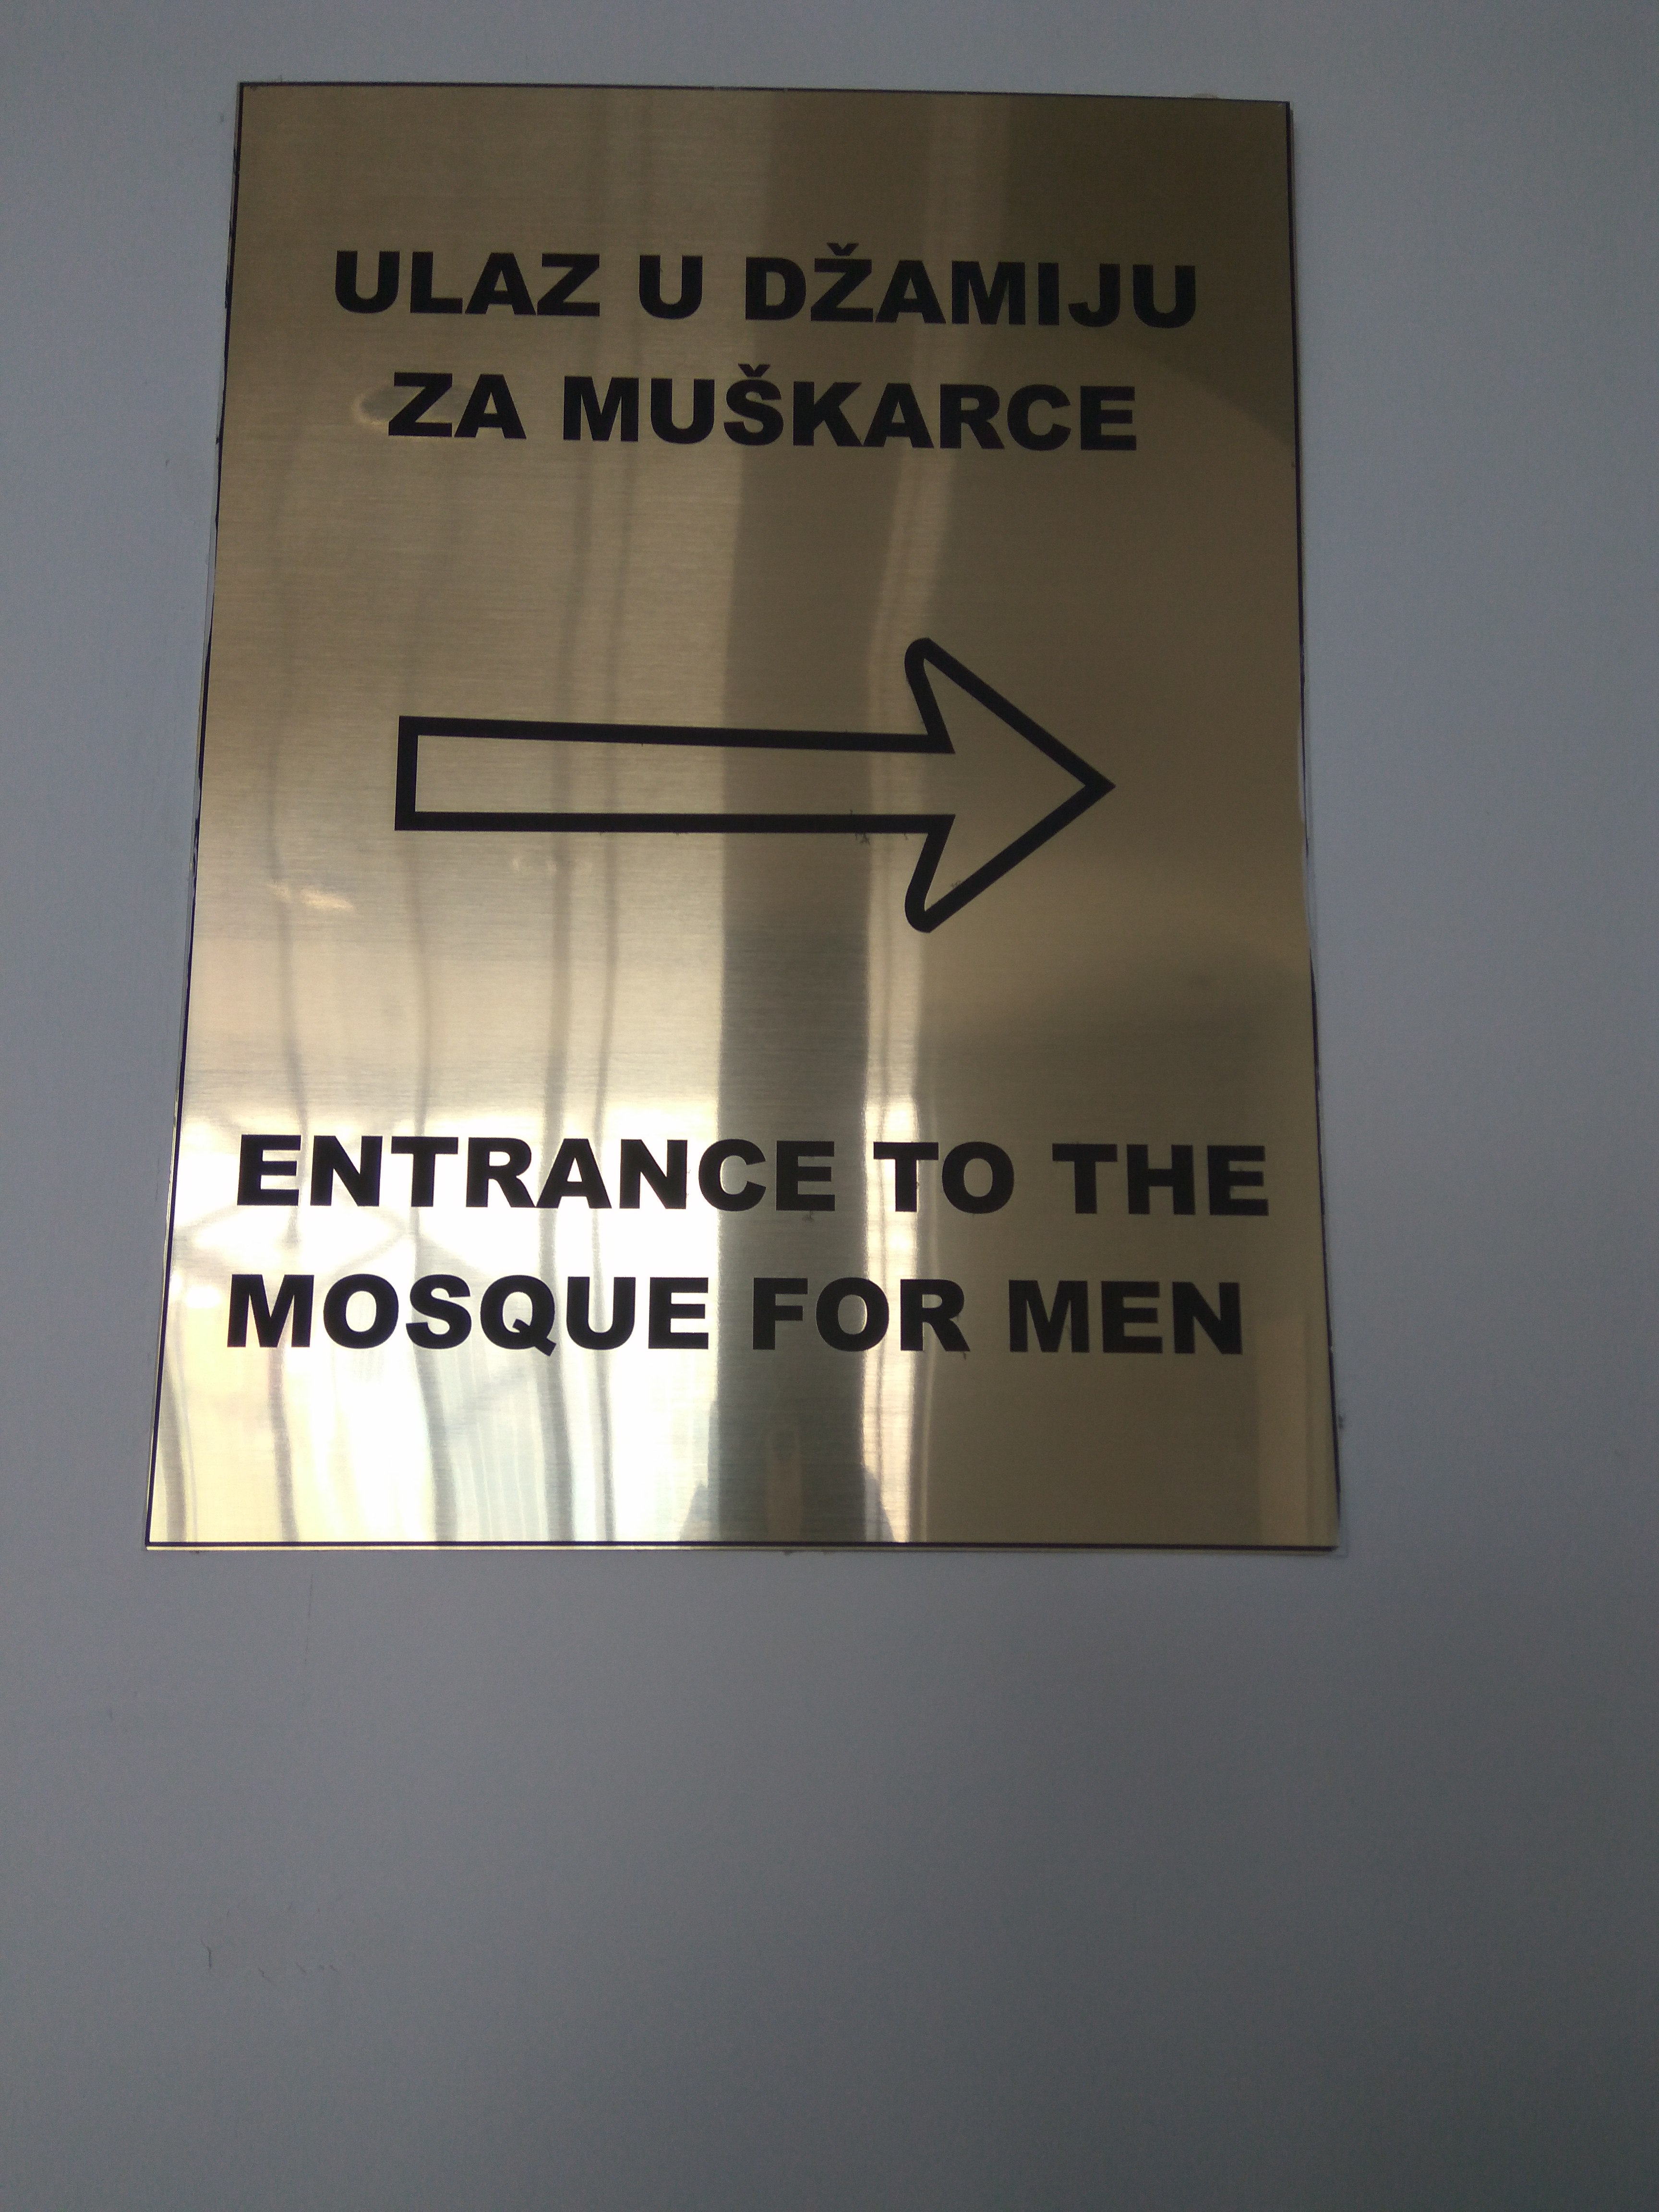 ULAZ U DŽAMIJU
ZA MUŠKARCE
ENTRANCE TO THE
MOSQUE FOR MEN